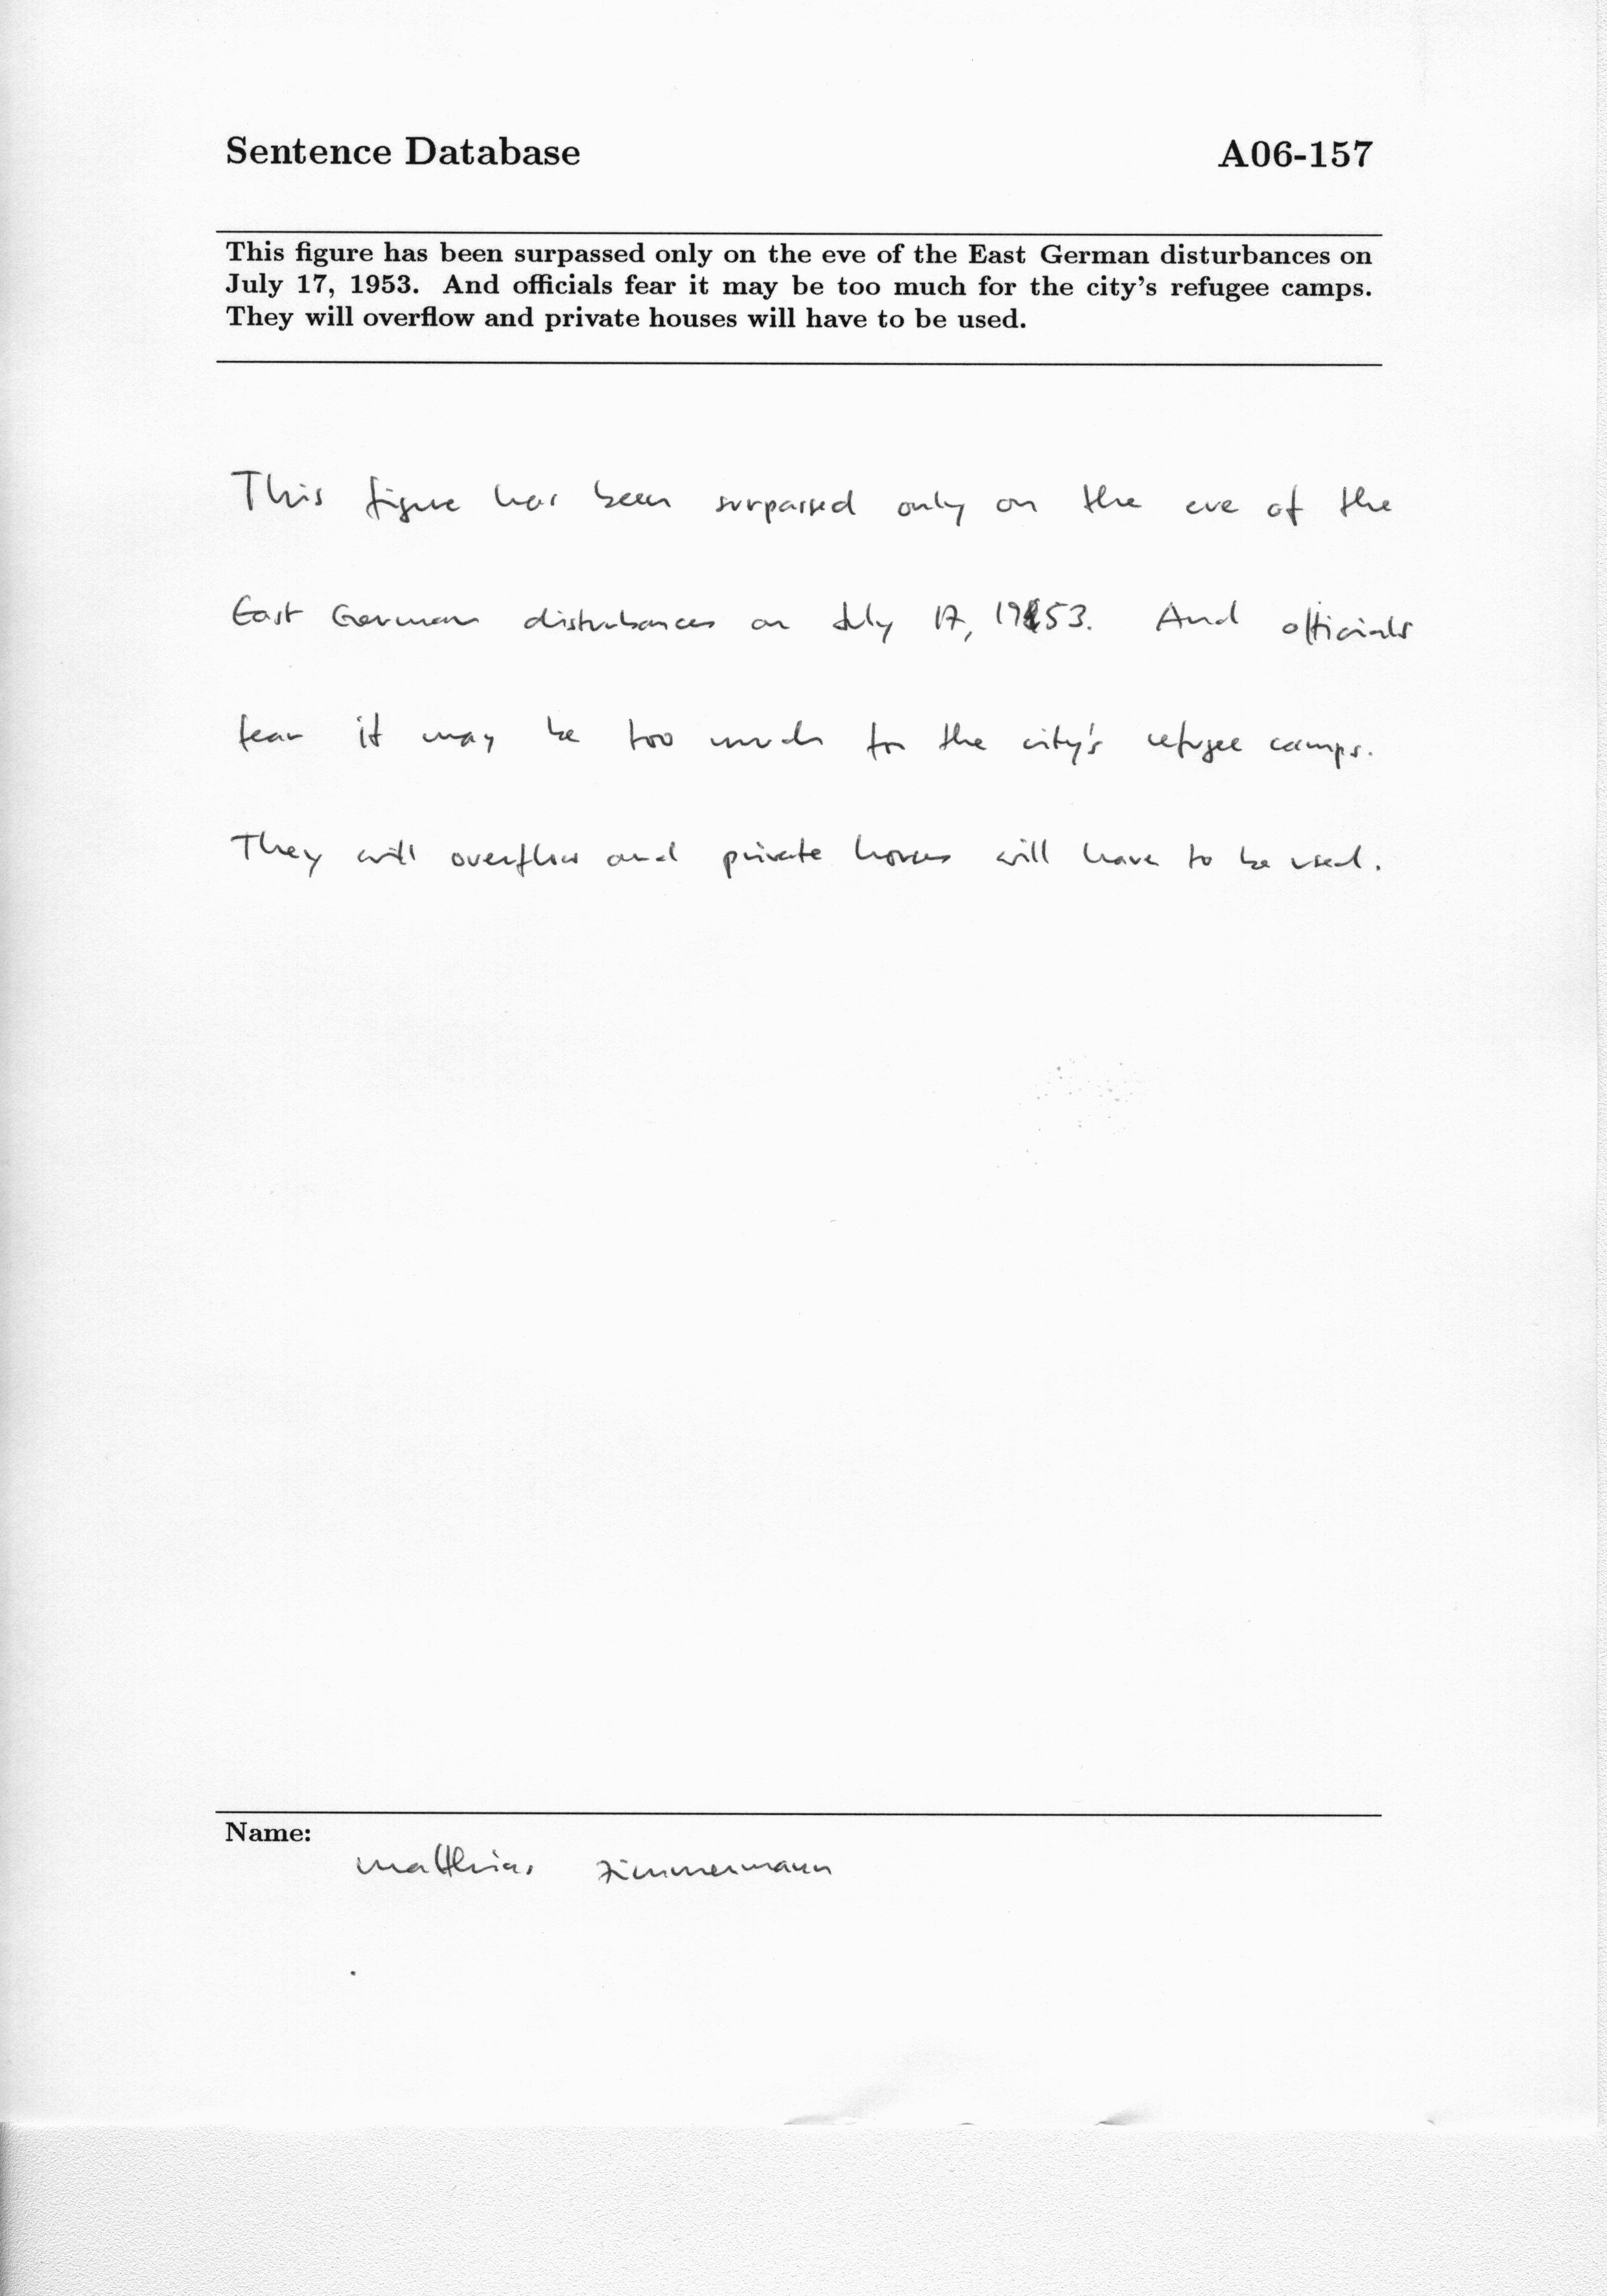 Sentence Database A06-157
This figure has been surpassed only on the eve of the East German disturbances on
July 17, 1953. And officials fear it may be too much for the city's refugee camps.
They will overflow and private houses will have to be used.
This figure has been surpassed only on the eve of the
East German disturbances on July 17, 1953. And officials
fear it may be too much for the city's refugee camps.
They will overflow and private houses will have to be used.
Name:
Matthias Zimmermann